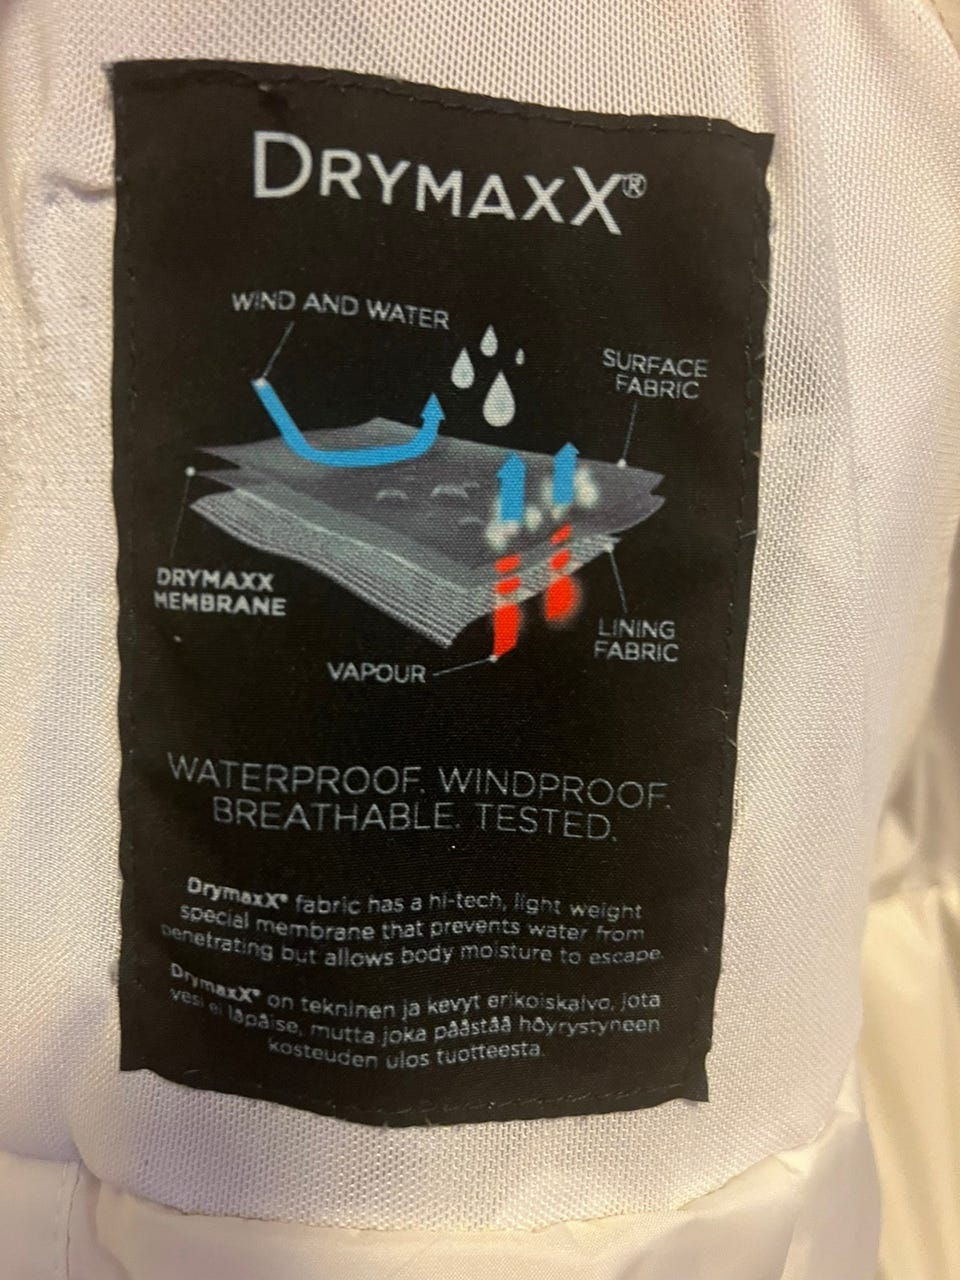 DRYMAXX®
WIND AND WATER
SURFACE
FABRIC
DRYMAXX
MEMBRANE
LINING
FABRIC
VAPOUR
WATERPROOF. WINDPROOF.
BREATHABLE. TESTED.
DrymaxX® fabric has a hi-tech, light weight
special membrane that prevents water from
penetrating but allows body moisture to escape.
DrymaxX® on tekninen ja kevyt erikoiskalvo, jota
vesi ei läpäise, mutta joka päästää höyrystyneen
kosteuden ulos tuotteesta.